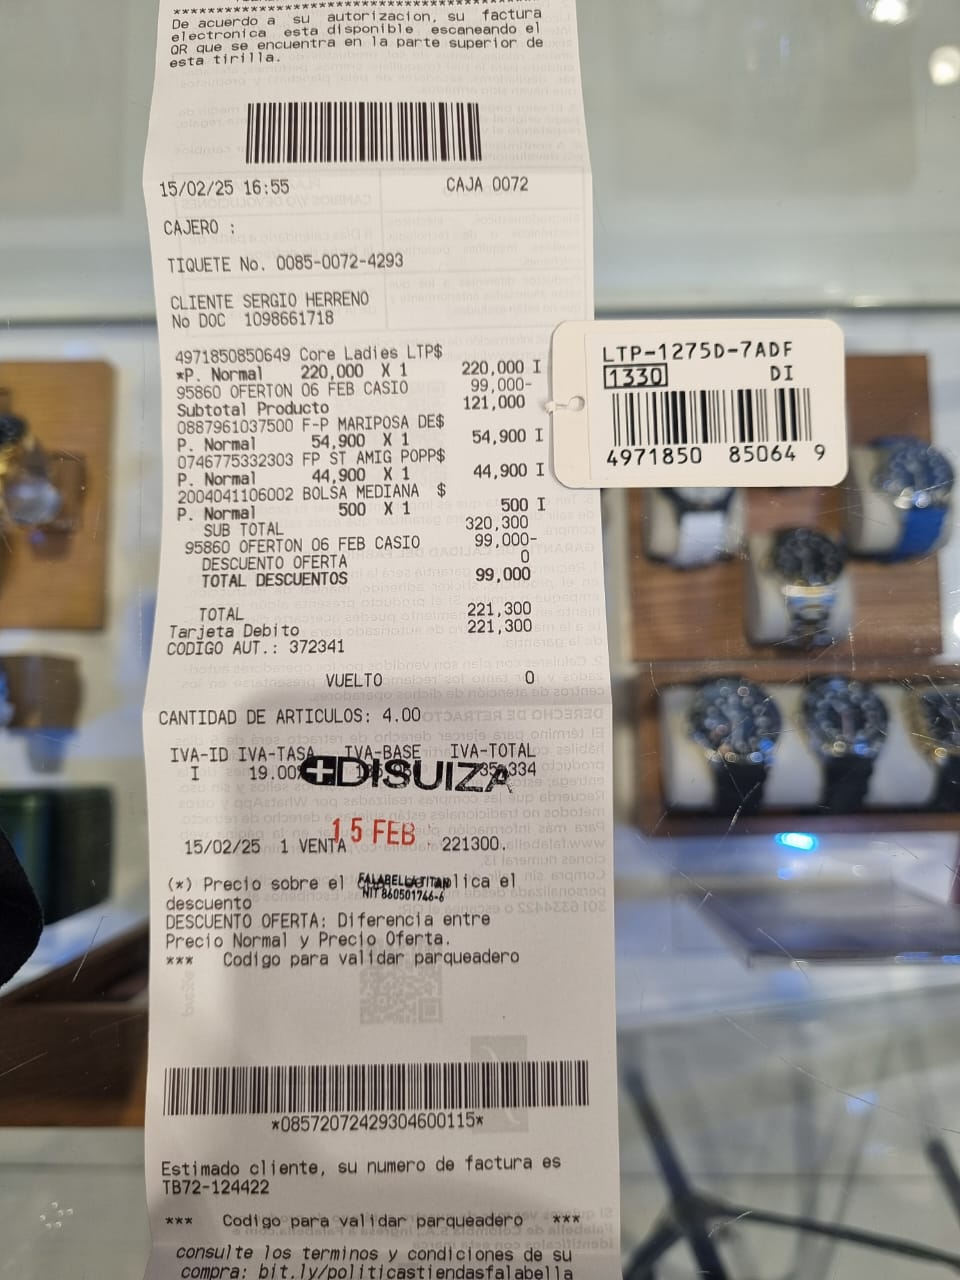 De acuerdo a su autorizacion, su factura
electronica esta disponible escaneando el
QR que se encuentra en la parte superior de
esta tirilla.
15/02/25 16:55 CAJA 0072
CAJERO :
TIQUETE No. 0085-0072-4293
CLIENTE SERGIO HERRENO
No DOC 1098661718
4971850850649 Core Ladies LTP$
*P. Normal 220,000 X 1 220,000 I
95860 OFERTON 06 FEB CASIO 99,000-
Subtotal Producto 121,000
0887961037500 F-P MARIPOSA DE$
P. Normal 54,900 X 1 54,900 I
0746775332303 FP ST AMIG POPP$
P. Normal 44,900 X 1 44,900 I
2004041106002 BOLSA MEDIANA $
P. Normal 500 X 1 500 I
SUB TOTAL 320,300
95860 OFERTON 06 FEB CASIO 99,000-
DESCUENTO OFERTA 0
TOTAL DESCUENTOS 99,000
TOTAL 221,300
Tarjeta Debito 221,300
CODIGO AUT.: 372341
VUELTO 0
CANTIDAD DE ARTICULOS: 4.00
IVA-ID IVA-TASA IVA-BASE IVA-TOTAL
I 19.00%
DISUIZA
15 FEB
15/02/25 1 VENTA 221300.
(*) Precio sobre el
FALABELLA TITAN
NIT 860501746-6
descuento
DESCUENTO OFERTA: Diferencia entre
Precio Normal y Precio Oferta.
*** Codigo para validar parqueadero
*08572072429304600115*
Estimado cliente, su numero de factura es
TB72-124422
*** Codigo para validar parqueadero ***
consulte los terminos y condiciones de su
compra: bit.ly/politicastiendasfalabella
LTP-1275D-7ADF
1330 DI
4971850 85064 9